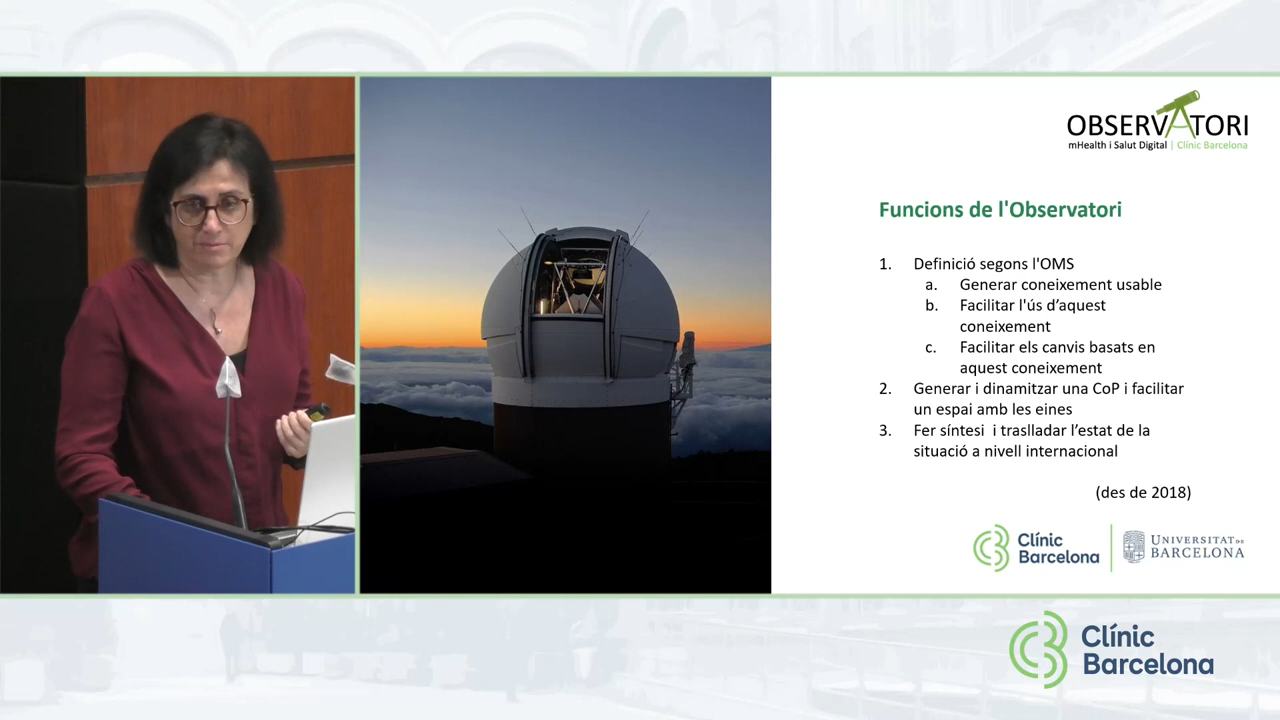 OBSERVATORI
mHealth i Salut Digital | Clínic Barcelona
Funcions de l'Observatori
1. Definició segons l'OMS
a. Generar coneixement usable
b. Facilitar l'ús d’aquest
coneixement
c. Facilitar els canvis basats en
aquest coneixement
2. Generar i dinamitzar una CoP i facilitar
un espai amb les eines
3. Fer síntesi i traslladar l’estat de la
situació a nivell internacional
(des de 2018)
Clínic
Barcelona
UNIVERSITAT DE
BARCELONA
Clínic
Barcelona